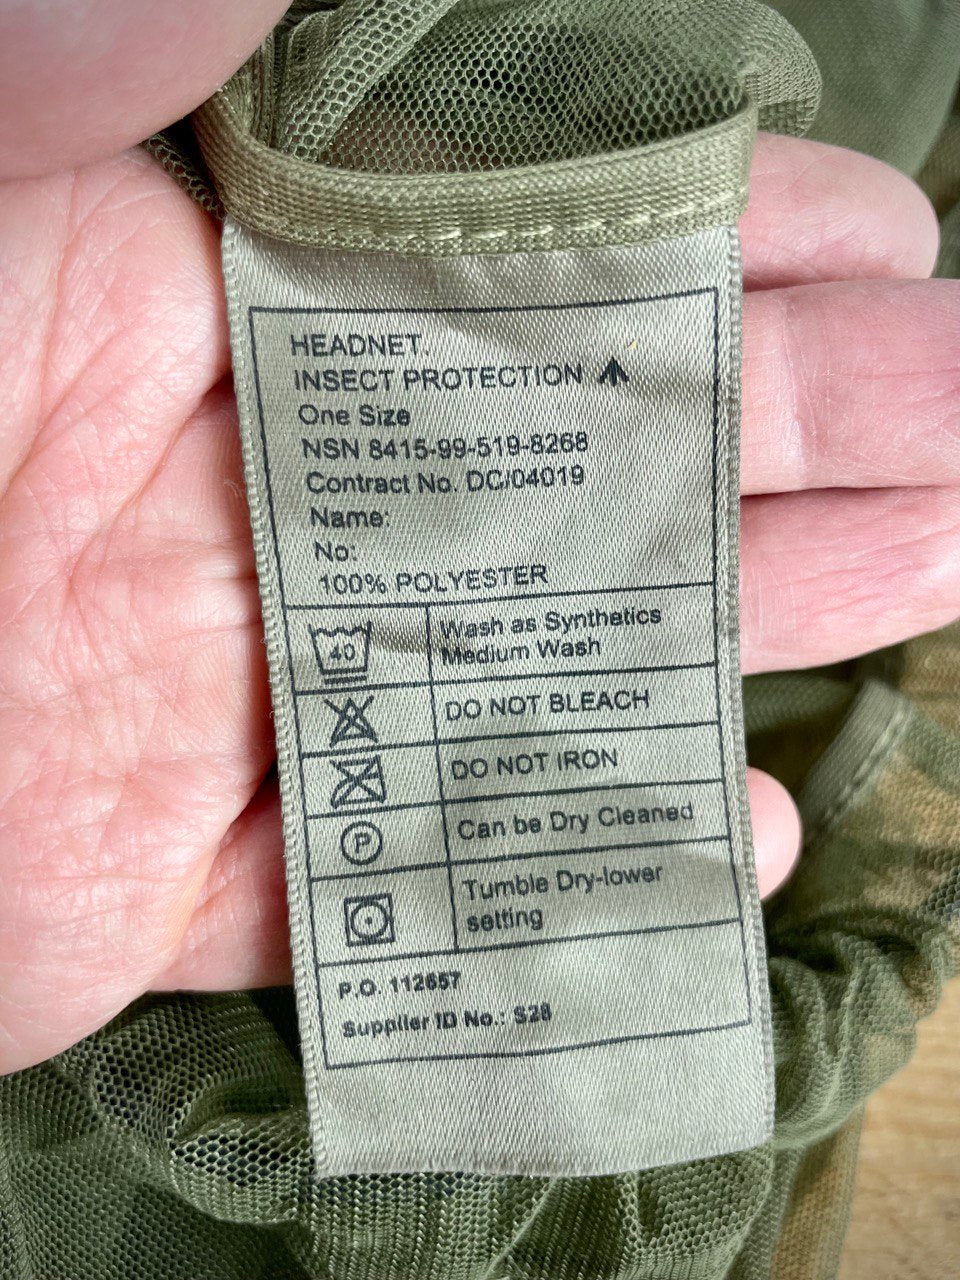 HEADNET.
INSECT PROTECTION
One Size
NSN 8415-99-519-8268
Contract No. DC/04019
Name:
No:
100% POLYESTER
40
Wash as Synthetics
Medium Wash
DO NOT BLEACH
DO NOT IRON
P
Can be Dry Cleaned
Tumble Dry-lower
setting
P.O. 112657
Supplier ID No.: S28